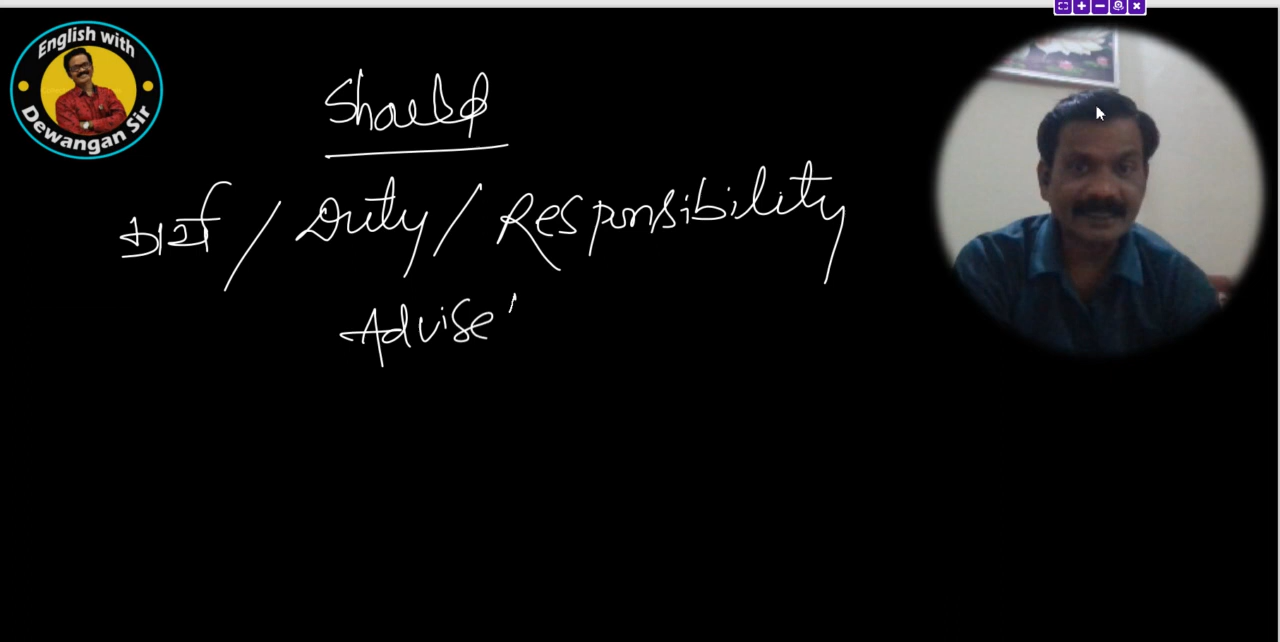 English with
Dewangan Sir
Should
कार्य / Duty / Responsibility
Advise